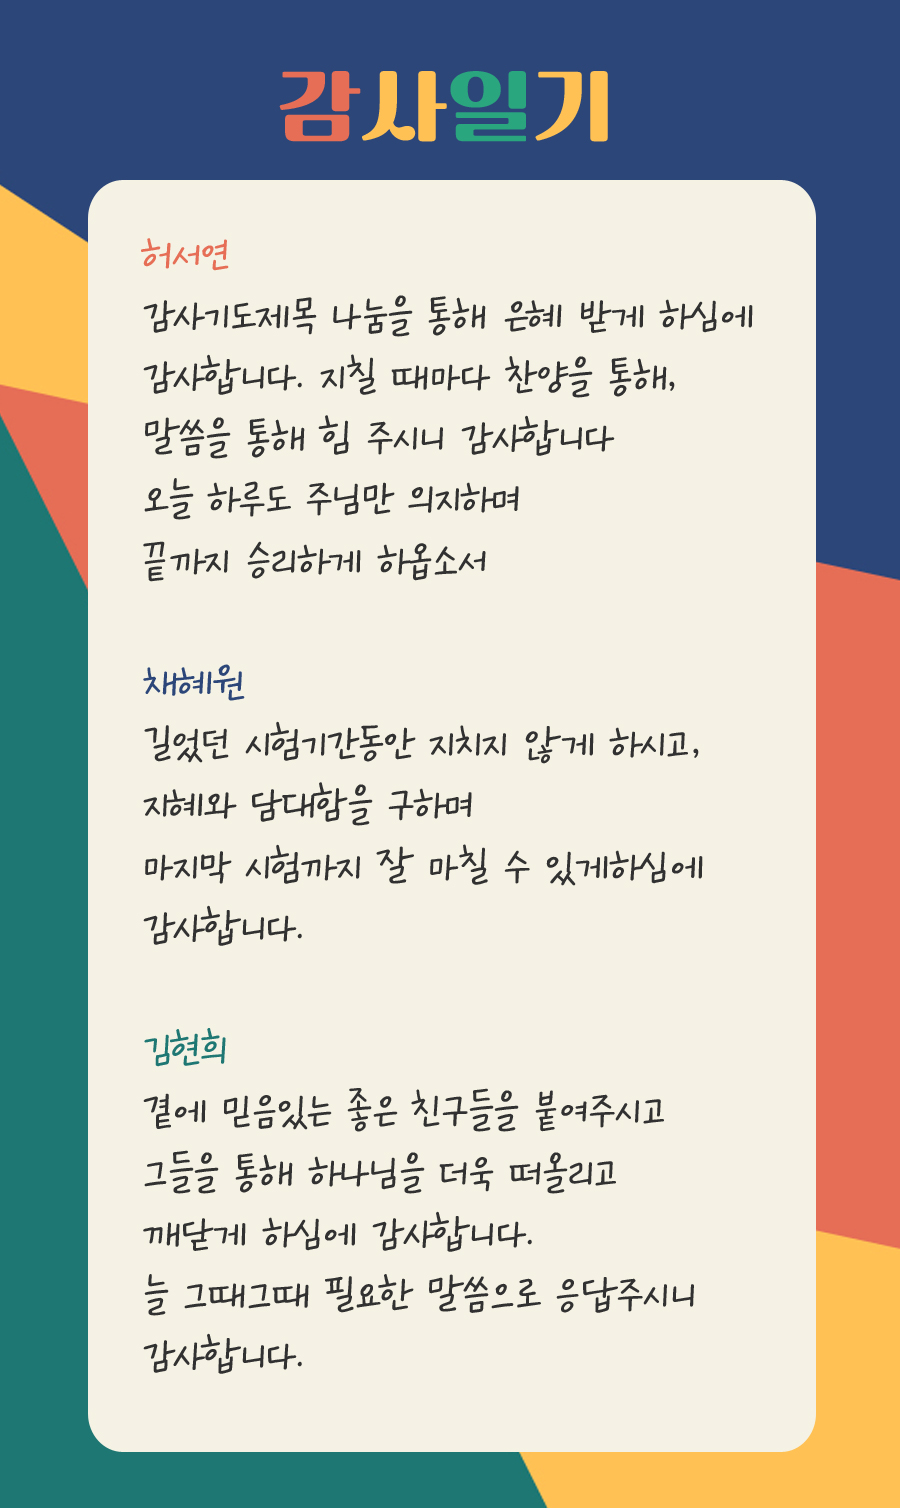 감사일기
허서연
감사기도제목 나눔을 통해 은혜 받게 하심에
감사합니다. 지칠 때마다 찬양을 통해,
말씀을 통해 힘 주시니 감사합니다
오늘 하루도 주님만 의지하며
끝까지 승리하게 하옵소서
채혜원
길었던 시험기간동안 지치지 않게 하시고,
지혜와 담대함을 구하며
마지막 시험까지 잘 마칠 수 있게하심에
감사합니다.
김현희
곁에 믿음있는 좋은 친구들을 붙여주시고
그들을 통해 하나님을 더욱 떠올리고
깨닫게 하심에 감사합니다.
늘 그때그때 필요한 말씀으로 응답주시니
감사합니다.